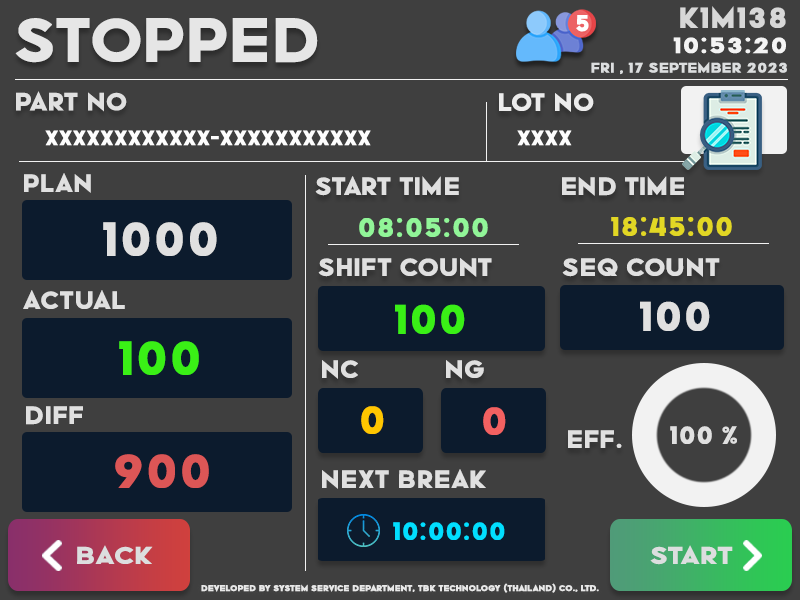 STOPPED
5
K1M138
10:53:20
FRI , 17 SEPTEMBER 2023
PART NO
XXXXXXXXXXXX-XXXXXXXXXXX
LOT NO
XXXX
PLAN
1000
ACTUAL
100
DIFF
900
START TIME
08:05:00
END TIME
18:45:00
SHIFT COUNT
100
SEQ COUNT
100
NC
0
NG
0
EFF.
100 %
NEXT BREAK
10:00:00
BACK
START
DEVELOPED BY SYSTEM SERVICE DEPARTMENT, TBK TECHNOLOGY (THAILAND) CO., LTD.